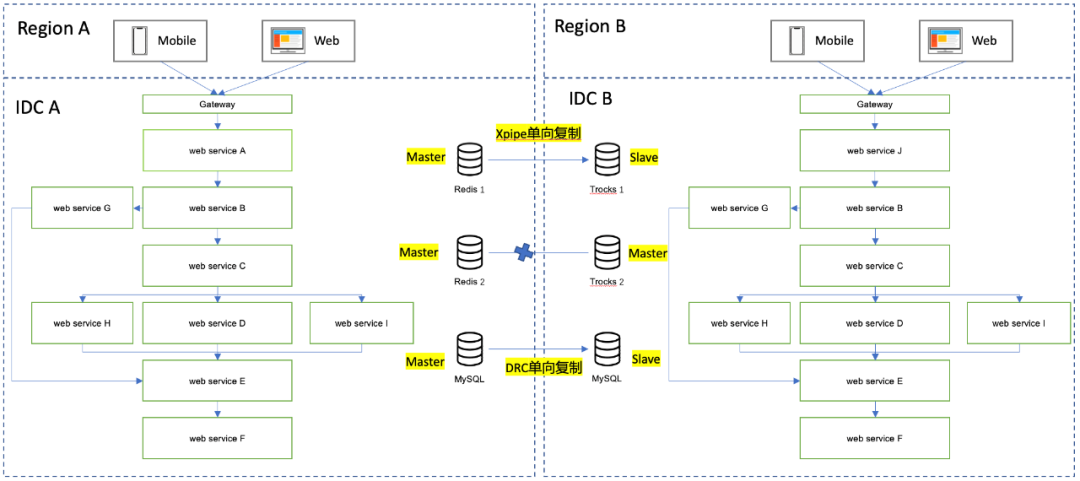 Region A
Mobile
Web
IDC A
Gateway
web service A
web service G
web service B
web service C
web service H
web service D
web service I
web service E
web service F
Xpipe单向复制
Master
Slave
Redis 1
Trocks 1
Master
Master
Redis 2
Trocks 2
Master
DRC单向复制
Slave
MySQL
MySQL
Region B
Mobile
Web
IDC B
Gateway
web service J
web service G
web service B
web service C
web service H
web service D
web service I
web service E
web service F